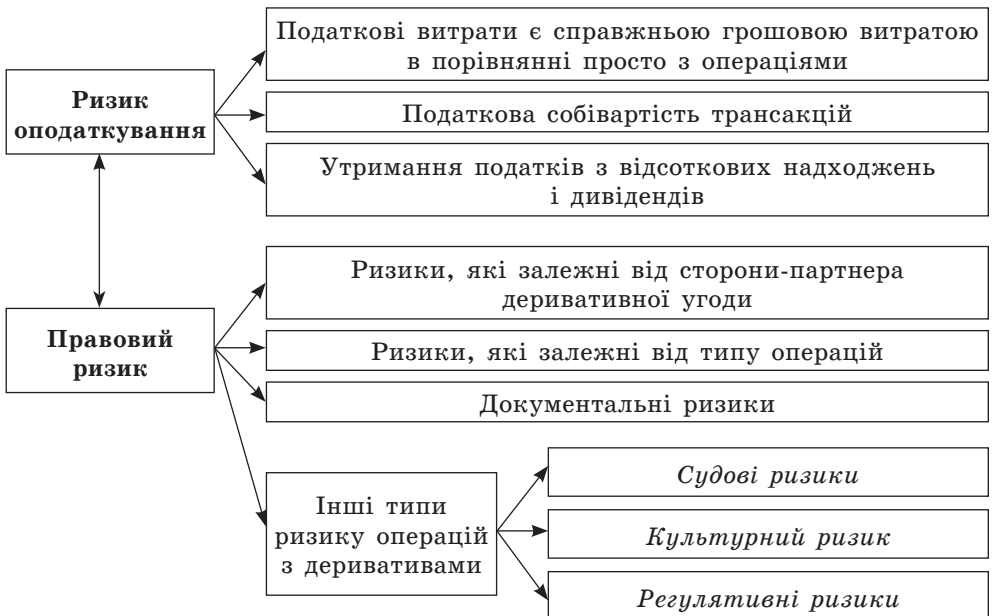 Податкові витрати є справжньою грошовою витратою
в порівнянні просто з операціями
Ризик
оподаткування
Податкова собівартість трансакцій
Утримання податків з відсоткових надходжень
і дивідендів
Ризики, які залежні від сторони-партнера
деривативної угоди
Правовий
ризик
Ризики, які залежні від типу операцій
Документальні ризики
Інші типи
ризику операцій
з деривативами
Судові ризики
Культурний ризик
Регулятивні ризики